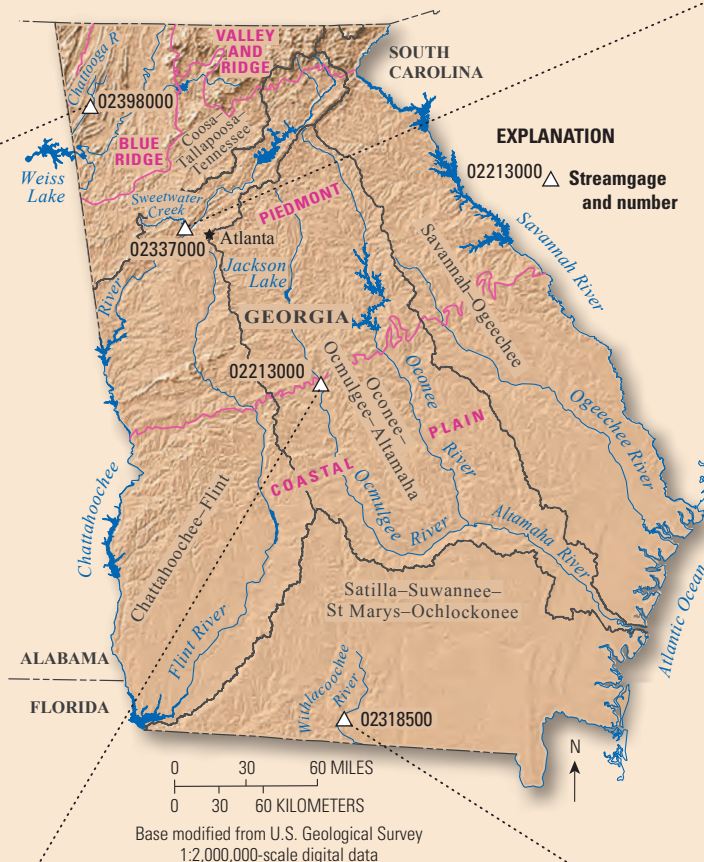 VALLEY
AND
RIDGE
SOUTH
CAROLINA
Chattooga R
02398000
EXPLANATION
BLUE
RIDGE
Coosa–
Tallapoosa–
Tennessee
02213000
Streamgage
and number
Weiss
Lake
Sweetwater
Creek
PIEDMONT
Savannah River
02337000
Atlanta
Jackson
Lake
Savannah–Ogeechee
River
GEORGIA
02213000
Oconee–
Ocmulgee–Altamaha
Oconee
River
PLAIN
Ogeechee River
COASTAL
Chattahoochee
Chattahoochee–Flint
Ocmulgee
River
Altamaha River
Satilla–Suwannee–
St Marys–Ochlockonee
Atlantic Ocean
Flint River
ALABAMA
FLORIDA
Withlacoochee
River
02318500
N
0 30 60 MILES
0 30 60 KILOMETERS
Base modified from U.S. Geological Survey
1:2,000,000-scale digital data